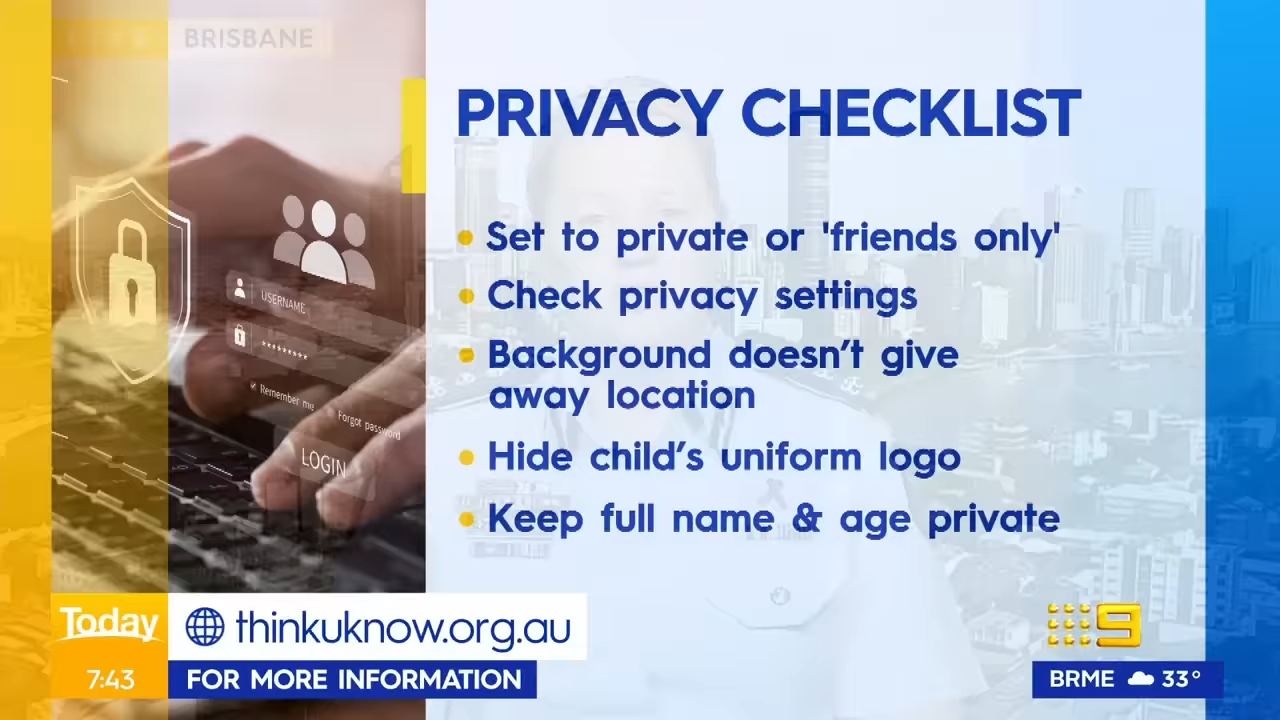 BRISBANE
PRIVACY CHECKLIST
Set to private or 'friends only'
Check privacy settings
Background doesn’t give
away location
Hide child’s uniform logo
Keep full name & age private
USERNAME
*********
Remember me
Forgot password
LOGIN
Today
thinkuknow.org.au
7:43
FOR MORE INFORMATION
9
BRME 33°